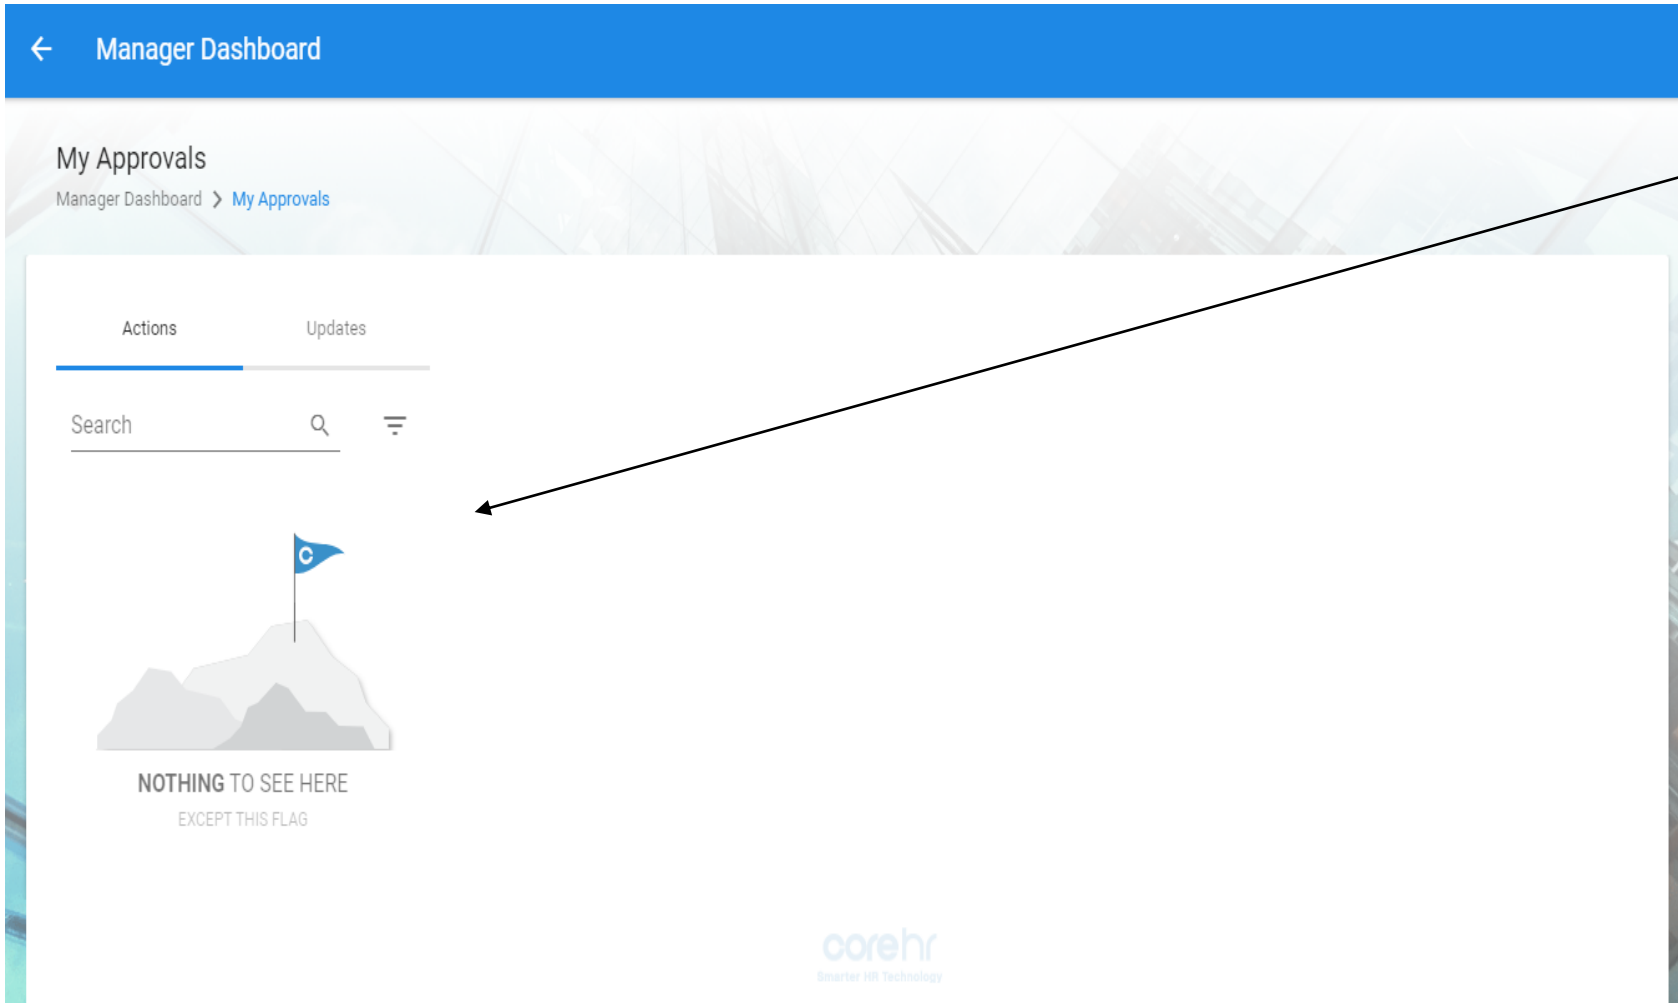 Manager Dashboard
My Approvals
Manager Dashboard > My Approvals
Actions
Updates
Search
C
NOTHING TO SEE HERE
EXCEPT THIS FLAG
corehr
Smarter HR Technology